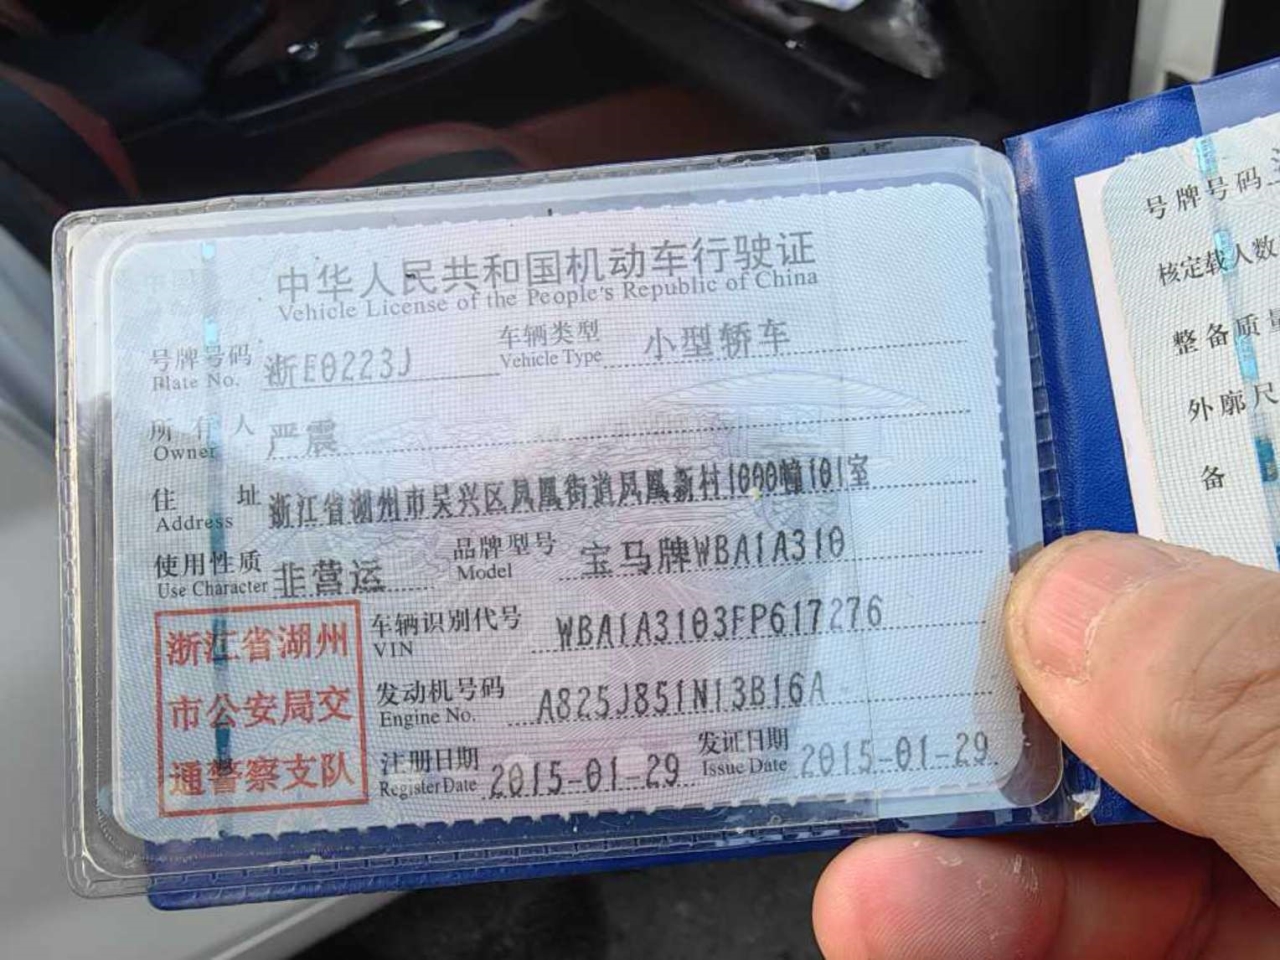 中华人民共和国机动车行驶证
Vehicle License of the People's Republic of China
号牌号码 浙E0223J 车辆类型 小型轿车
Plate No. Vehicle Type
所有人 严震
Owner
住址 浙江省湖州市吴兴区凤凰街道凤凰新村1000幢101室
Address
使用性质 非营运 品牌型号 宝马牌WBA1A310
Use Character Model
浙江省湖州
市公安局交
通警察支队
车辆识别代号 WBA1A3103FP617276
VIN
发动机号码 A825J851N13B16A
Engine No.
注册日期 2015-01-29 发证日期 2015-01-29
Register Date Issue Date
号牌号码
核定载人数
整备质量
外廓尺
备